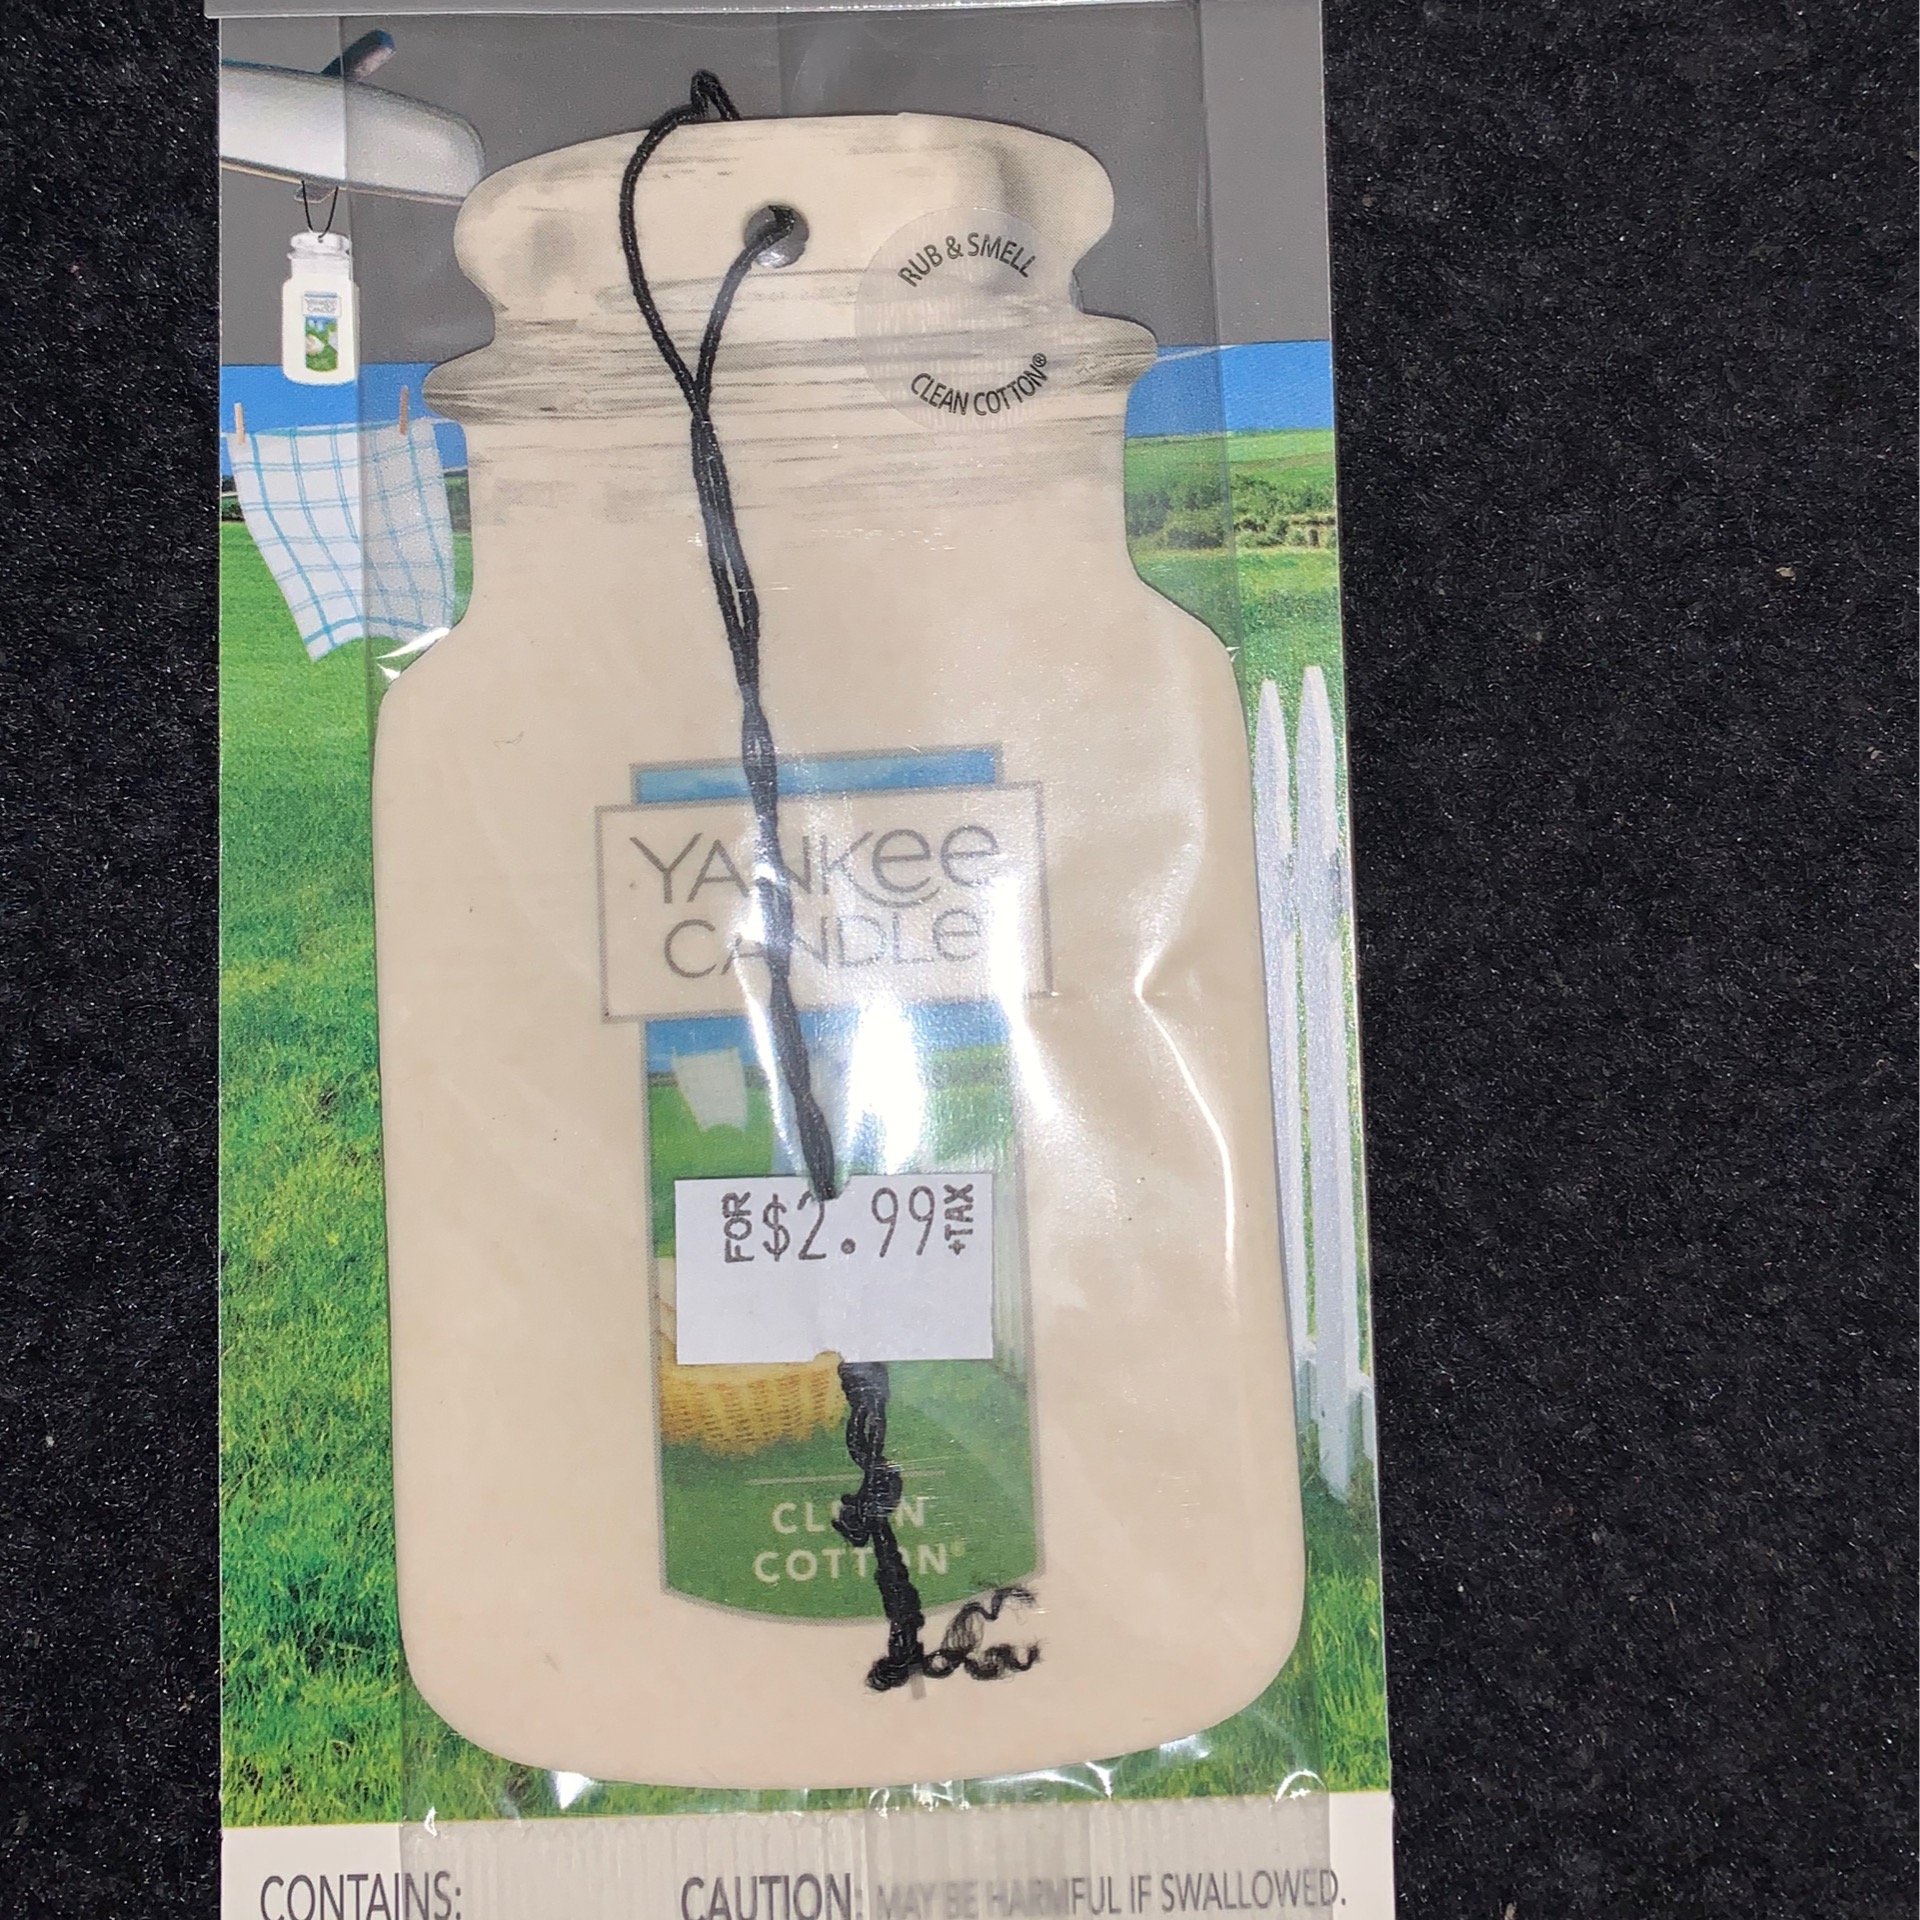 RUB & SMELL
CLEAN COTTON®
YANKEE
CANDLE
FOR $2.99 +TAX
COTTON®
CONTAINS:
CAUTION: MAY BE HARMFUL IF SWALLOWED.